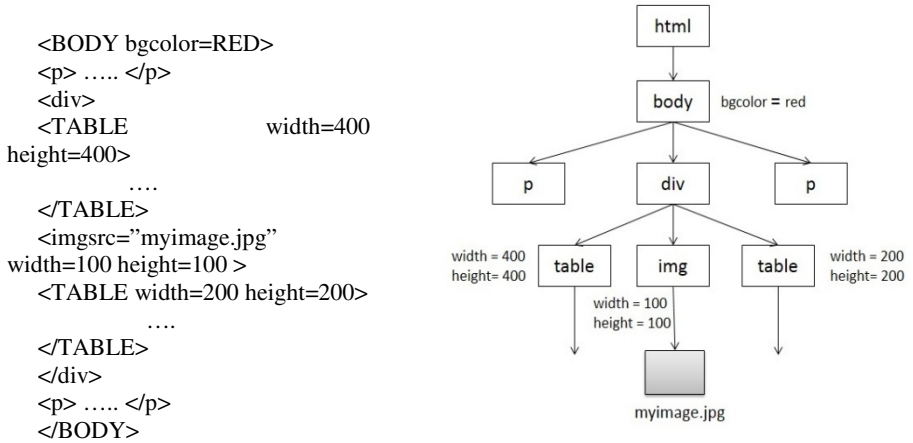 <BODY bgcolor=RED>
<p> ….. </p>
<div>
<TABLE width=400
height=400>
….
</TABLE>
<imgsrc=”myimage.jpg”
width=100 height=100 >
<TABLE width=200 height=200>
….
</TABLE>
</div>
<p> ….. </p>
</BODY>
html
body
bgcolor = red
p
div
p
width = 400
height= 400
table
img
table
width = 200
height= 200
width = 100
height = 100
myimage.jpg